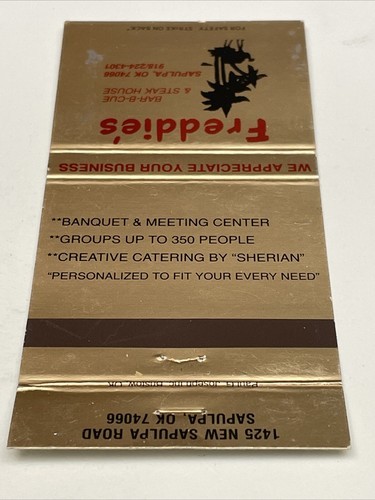 FOR SAFETY STRIKE ON BACK
Freddie's
BAR-B-CUE
& STEAK HOUSE
SAPULPA, OK 74066
918/224-4301
WE APPRECIATE YOUR BUSINESS
**BANQUET & MEETING CENTER
**GROUPS UP TO 350 PEOPLE
**CREATIVE CATERING BY "SHERIAN"
"PERSONALIZED TO FIT YOUR EVERY NEED"
1425 NEW SAPULPA ROAD
SAPULPA, OK 74066